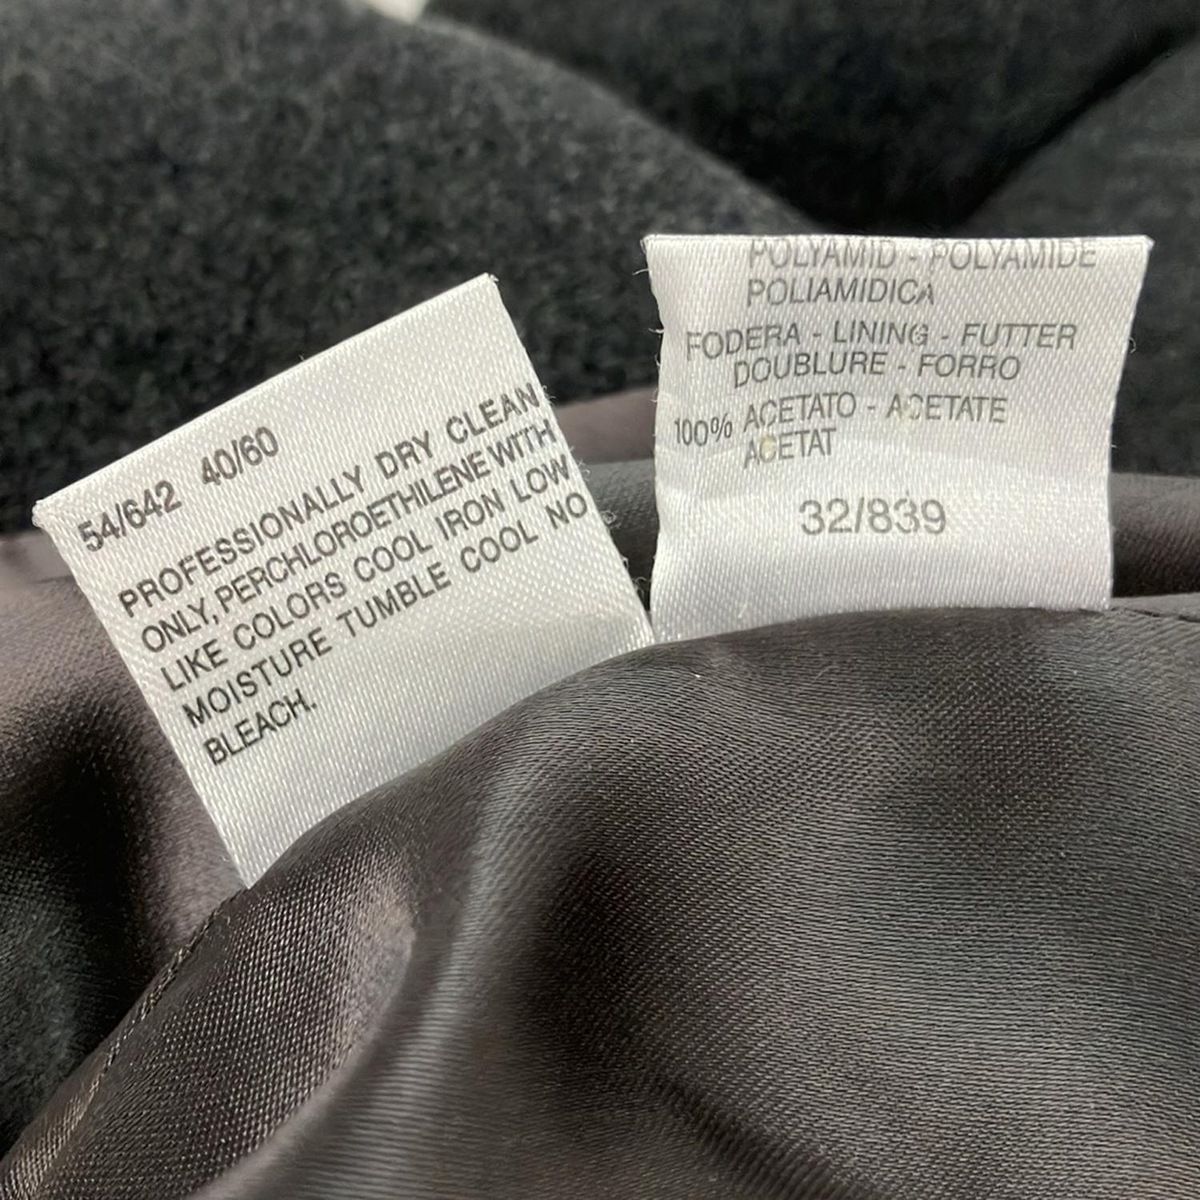 54/642 40/60
PROFESSIONALLY DRY CLEAN
ONLY, PERCHLOROETHILENE WITH
LIKE COLORS COOL IRON LOW
MOISTURE TUMBLE COOL NO
BLEACH.
POLYAMID - POLYAMIDE
POLIAMIDICA
FODERA - LINING - FUTTER
DOUBLURE - FORRO
100% ACETATO - ACETATE
ACETAT
32/839